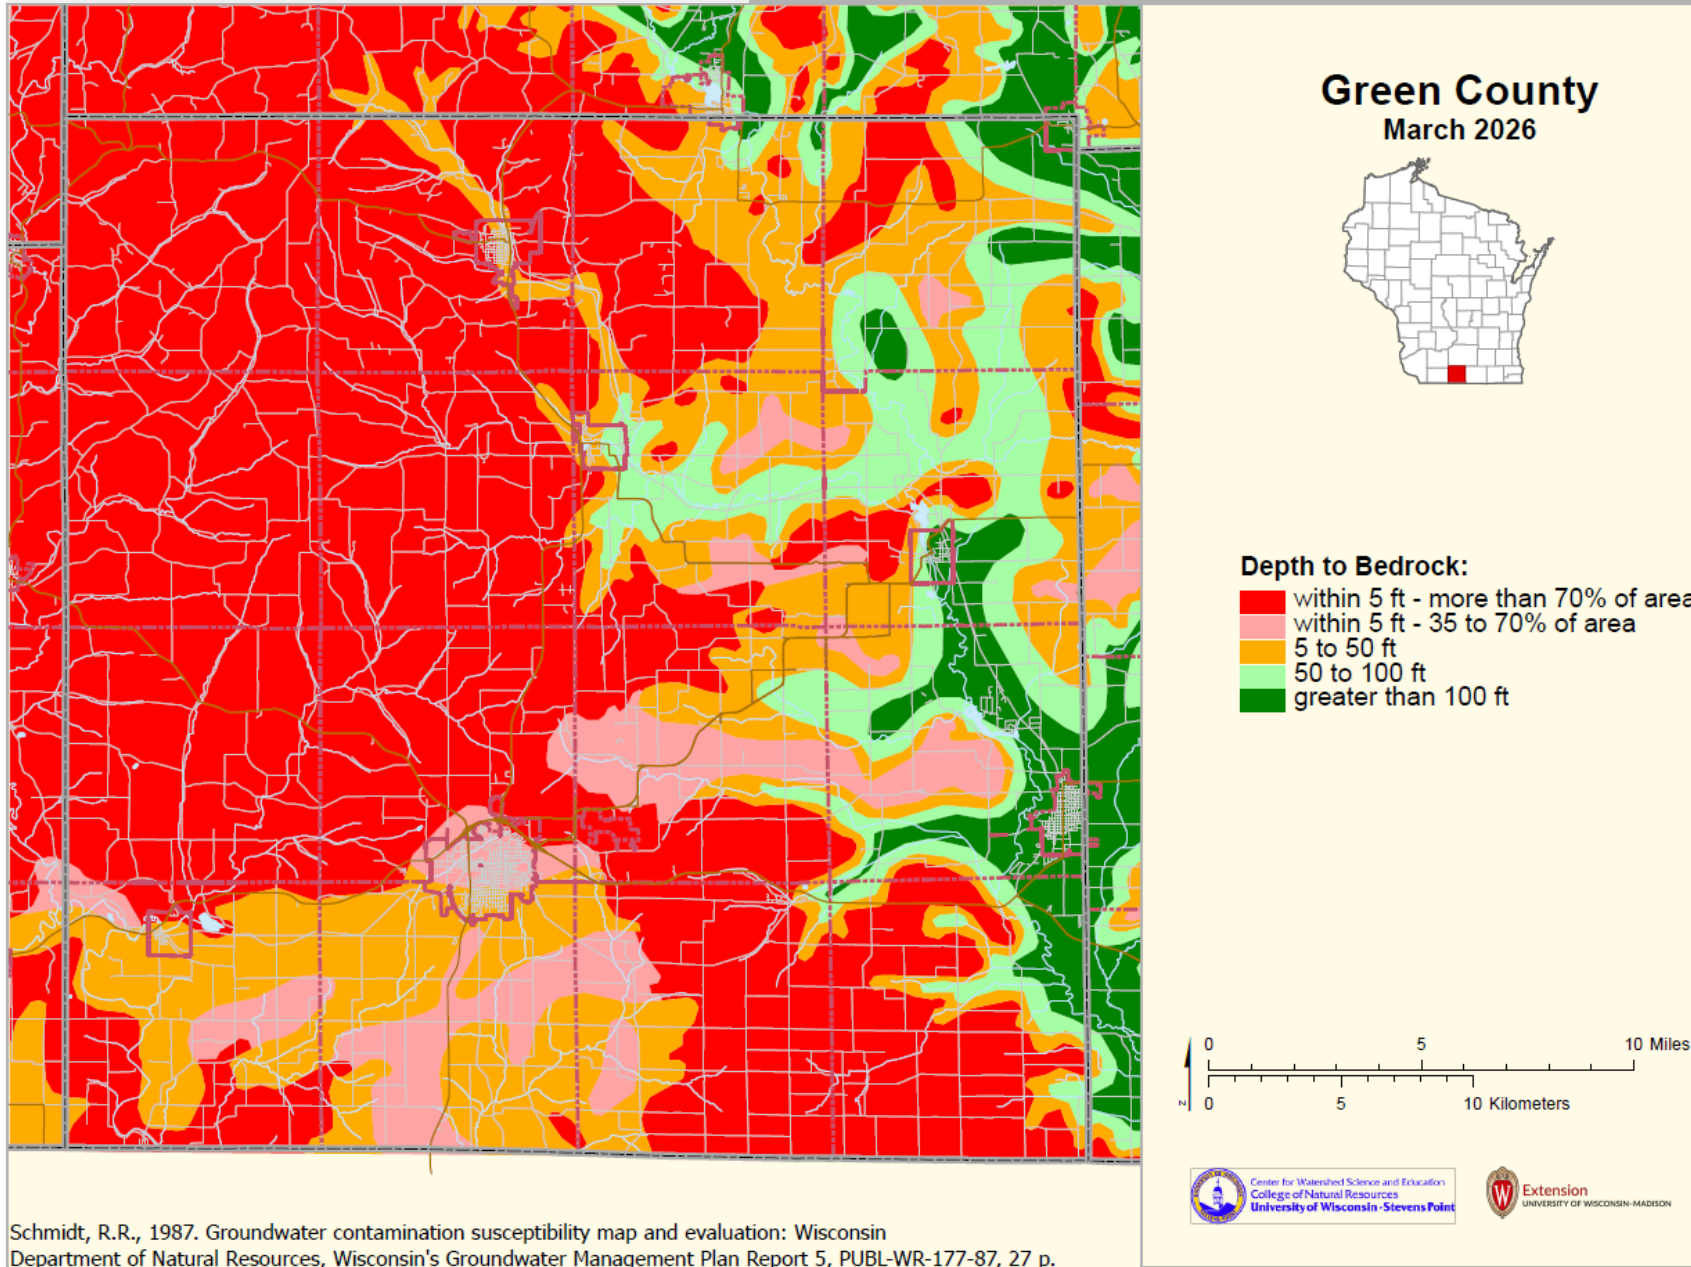 Green County
March 2026
Depth to Bedrock:
within 5 ft - more than 70% of area
within 5 ft - 35 to 70% of area
5 to 50 ft
50 to 100 ft
greater than 100 ft
0 5 10 Miles
0 5 10 Kilometers
N
Center for Watershed Science and Education
College of Natural Resources
University of Wisconsin - Stevens Point
W
Extension
UNIVERSITY OF WISCONSIN-MADISON
Schmidt, R.R., 1987. Groundwater contamination susceptibility map and evaluation: Wisconsin
Department of Natural Resources, Wisconsin's Groundwater Management Plan Report 5, PUBL-WR-177-87, 27 p.